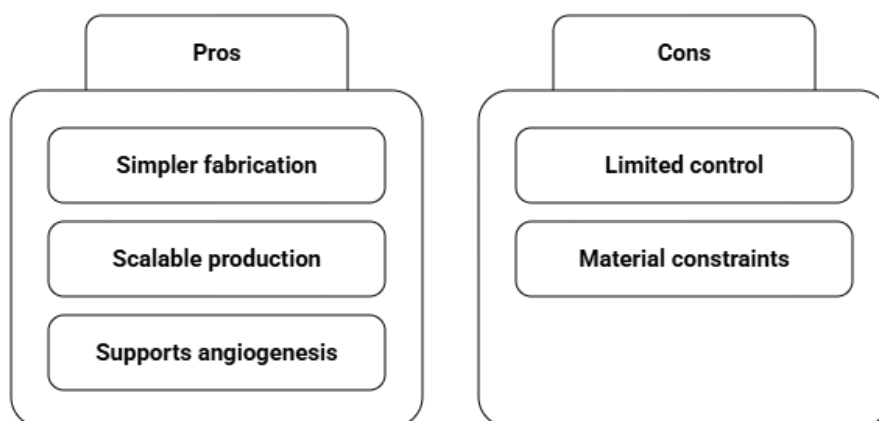 Pros
Simpler fabrication
Scalable production
Supports angiogenesis
Cons
Limited control
Material constraints